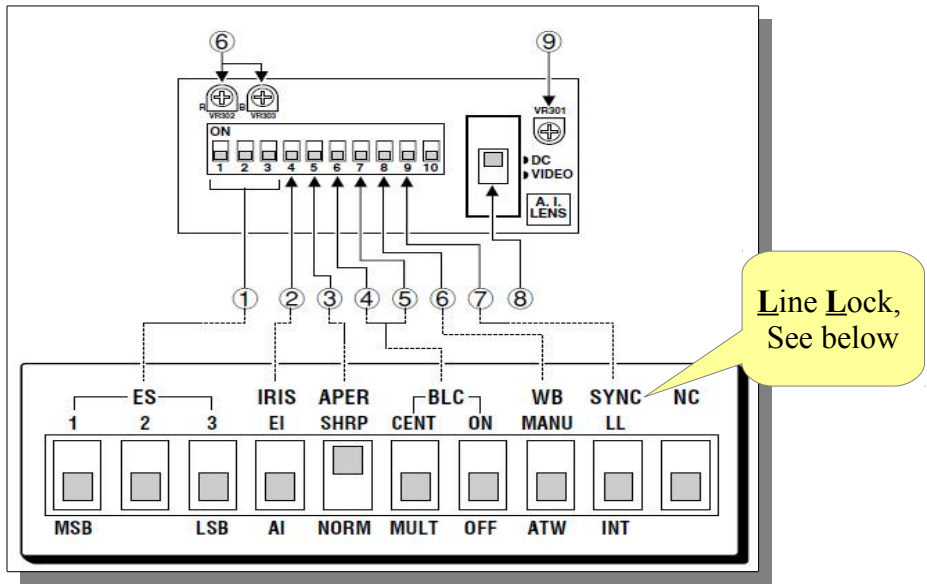 ⑥ ⑨
R VR302 B VR303 VR301
ON
1 2 3 4 5 6 7 8 9 10
DC
VIDEO
A. I.
LENS
① ② ③ ④ ⑤ ⑥ ⑦ ⑧
Line Lock,
See below
ES IRIS APER BLC WB SYNC NC
1 2 3 EI SHRP CENT ON MANU LL
MSB LSB AI NORM MULT OFF ATW INT